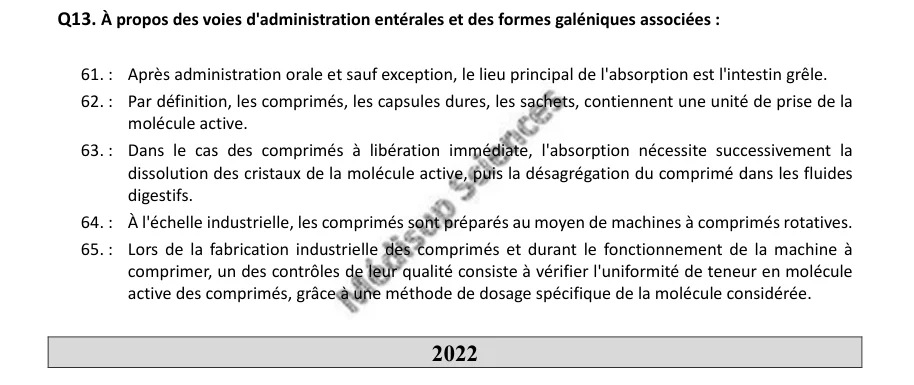 Q13. À propos des voies d'administration entérales et des formes galéniques associées :
61. : Après administration orale et sauf exception, le lieu principal de l'absorption est l'intestin grêle.
62. : Par définition, les comprimés, les capsules dures, les sachets, contiennent une unité de prise de la
molécule active.
63. : Dans le cas des comprimés à libération immédiate, l'absorption nécessite successivement la
dissolution des cristaux de la molécule active, puis la désagrégation du comprimé dans les fluides
digestifs.
64. : À l'échelle industrielle, les comprimés sont préparés au moyen de machines à comprimés rotatives.
65. : Lors de la fabrication industrielle des comprimés et durant le fonctionnement de la machine à
comprimer, un des contrôles de leur qualité consiste à vérifier l'uniformité de teneur en molécule
active des comprimés, grâce à une méthode de dosage spécifique de la molécule considérée.
Médisup Sciences
2022